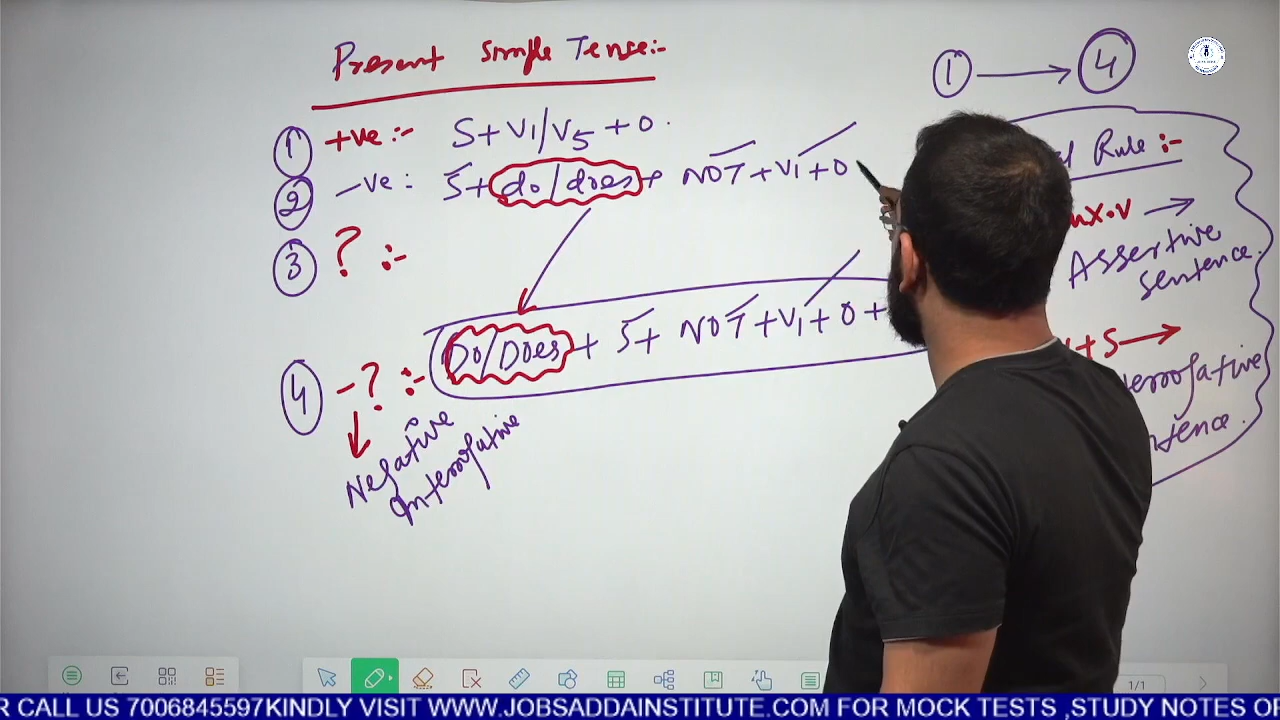 Present Simple Tense:-
① +ve :- S + V1/V5 + O.
② -ve : S + do/does + NOT + V1 + O
③ ? :-
④ - ? :- Do/Does + S + NOT + V1 + O +
Negative
Interrogative
① → ④
Rule :-
Assertive
sentence.
+ S →
R CALL US 7006845597KINDLY VISIT WWW.JOBSADDAINSTITUTE.COM FOR MOCK TESTS ,STUDY NOTES OF
1/1